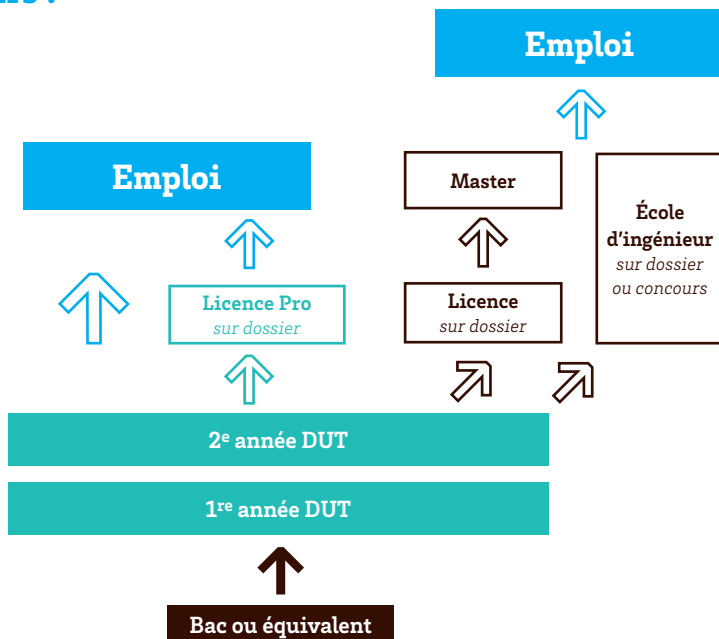 Emploi
Emploi
Master
École
d'ingénieur
sur dossier
ou concours
Licence Pro
sur dossier
Licence
sur dossier
2e année DUT
1re année DUT
Bac ou équivalent